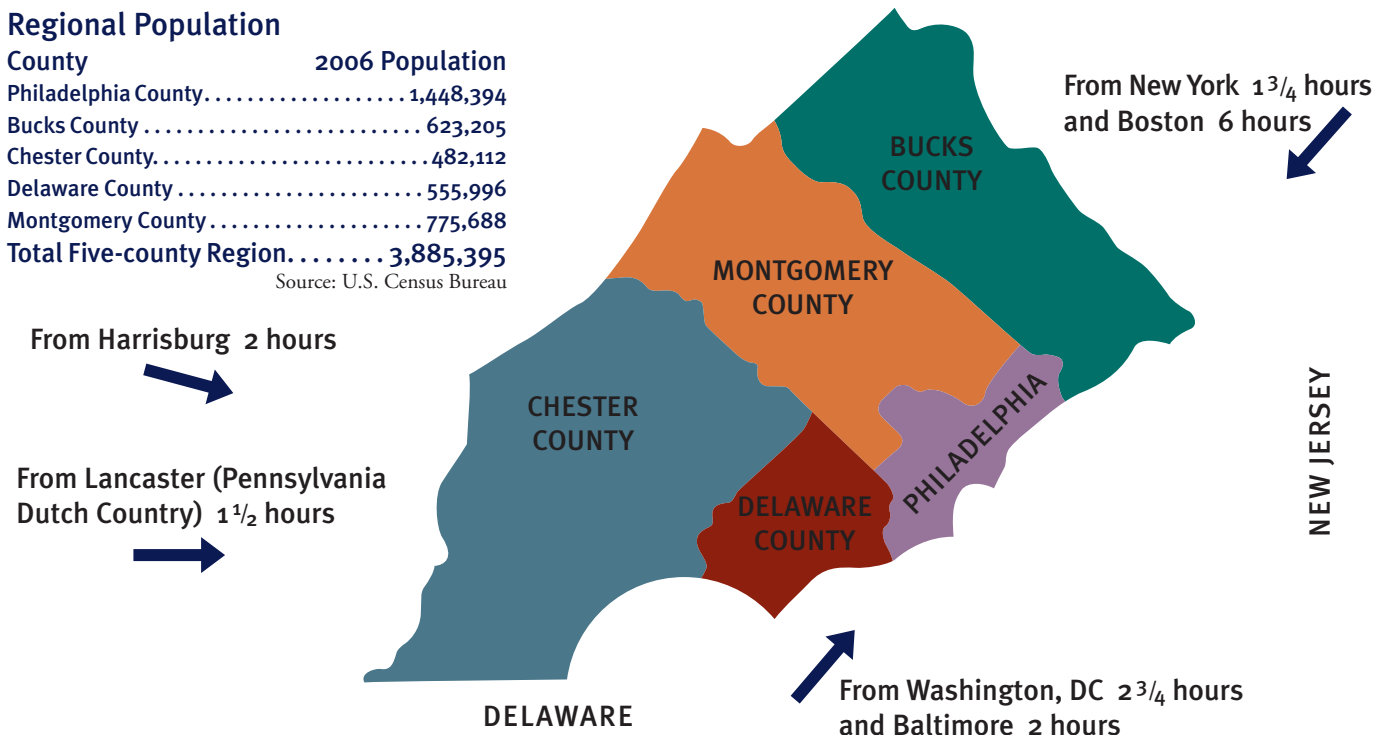 Regional Population
County 2006 Population
Philadelphia County................... 1,448,394
Bucks County.......................... 623,205
Chester County.......................... 482,112
Delaware County....................... 555,996
Montgomery County.................... 775,688
Total Five-county Region........ 3,885,395
Source: U.S. Census Bureau
From New York 1 3/4 hours
and Boston 6 hours
BUCKS
COUNTY
MONTGOMERY
COUNTY
From Harrisburg 2 hours
CHESTER
COUNTY
PHILADELPHIA
NEW JERSEY
From Lancaster (Pennsylvania
Dutch Country) 1 1/2 hours
DELAWARE
COUNTY
From Washington, DC 2 3/4 hours
and Baltimore 2 hours
DELAWARE